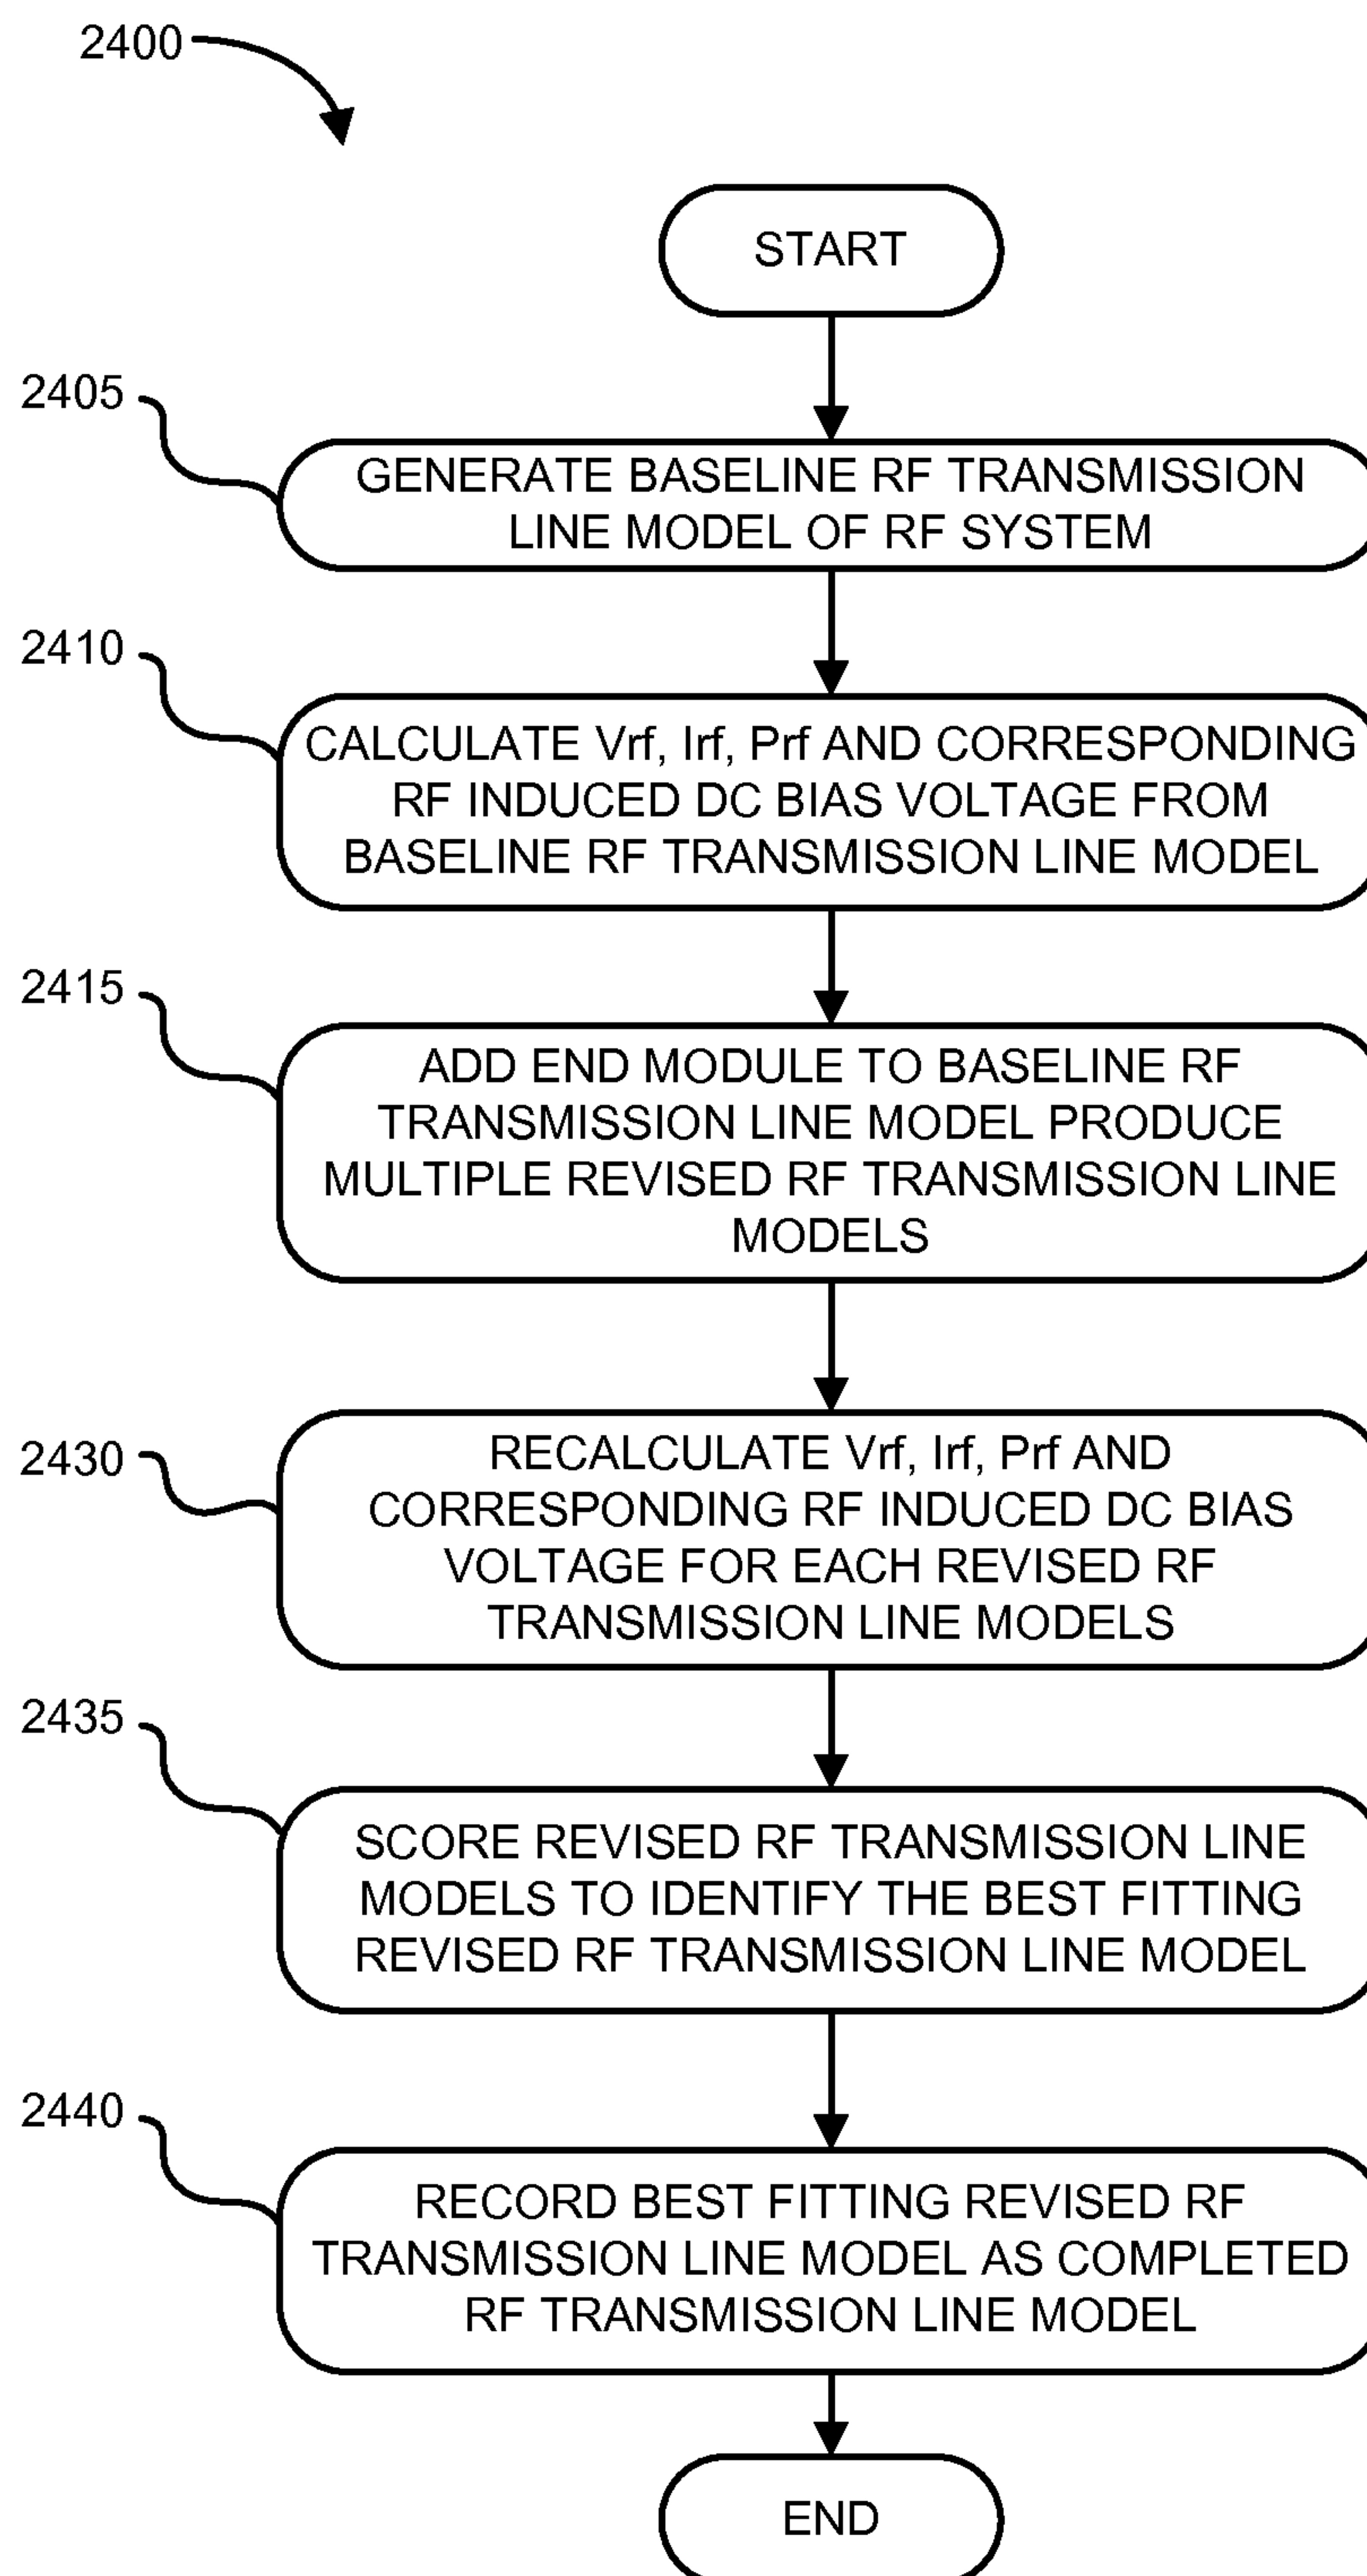 2400
START
2405
GENERATE BASELINE RF TRANSMISSION
LINE MODEL OF RF SYSTEM
2410
CALCULATE Vrf, Irf, Prf AND CORRESPONDING
RF INDUCED DC BIAS VOLTAGE FROM
BASELINE RF TRANSMISSION LINE MODEL
2415
ADD END MODULE TO BASELINE RF
TRANSMISSION LINE MODEL PRODUCE
MULTIPLE REVISED RF TRANSMISSION LINE
MODELS
2430
RECALCULATE Vrf, Irf, Prf AND
CORRESPONDING RF INDUCED DC BIAS
VOLTAGE FOR EACH REVISED RF
TRANSMISSION LINE MODELS
2435
SCORE REVISED RF TRANSMISSION LINE
MODELS TO IDENTIFY THE BEST FITTING
REVISED RF TRANSMISSION LINE MODEL
2440
RECORD BEST FITTING REVISED RF
TRANSMISSION LINE MODEL AS COMPLETED
RF TRANSMISSION LINE MODEL
END